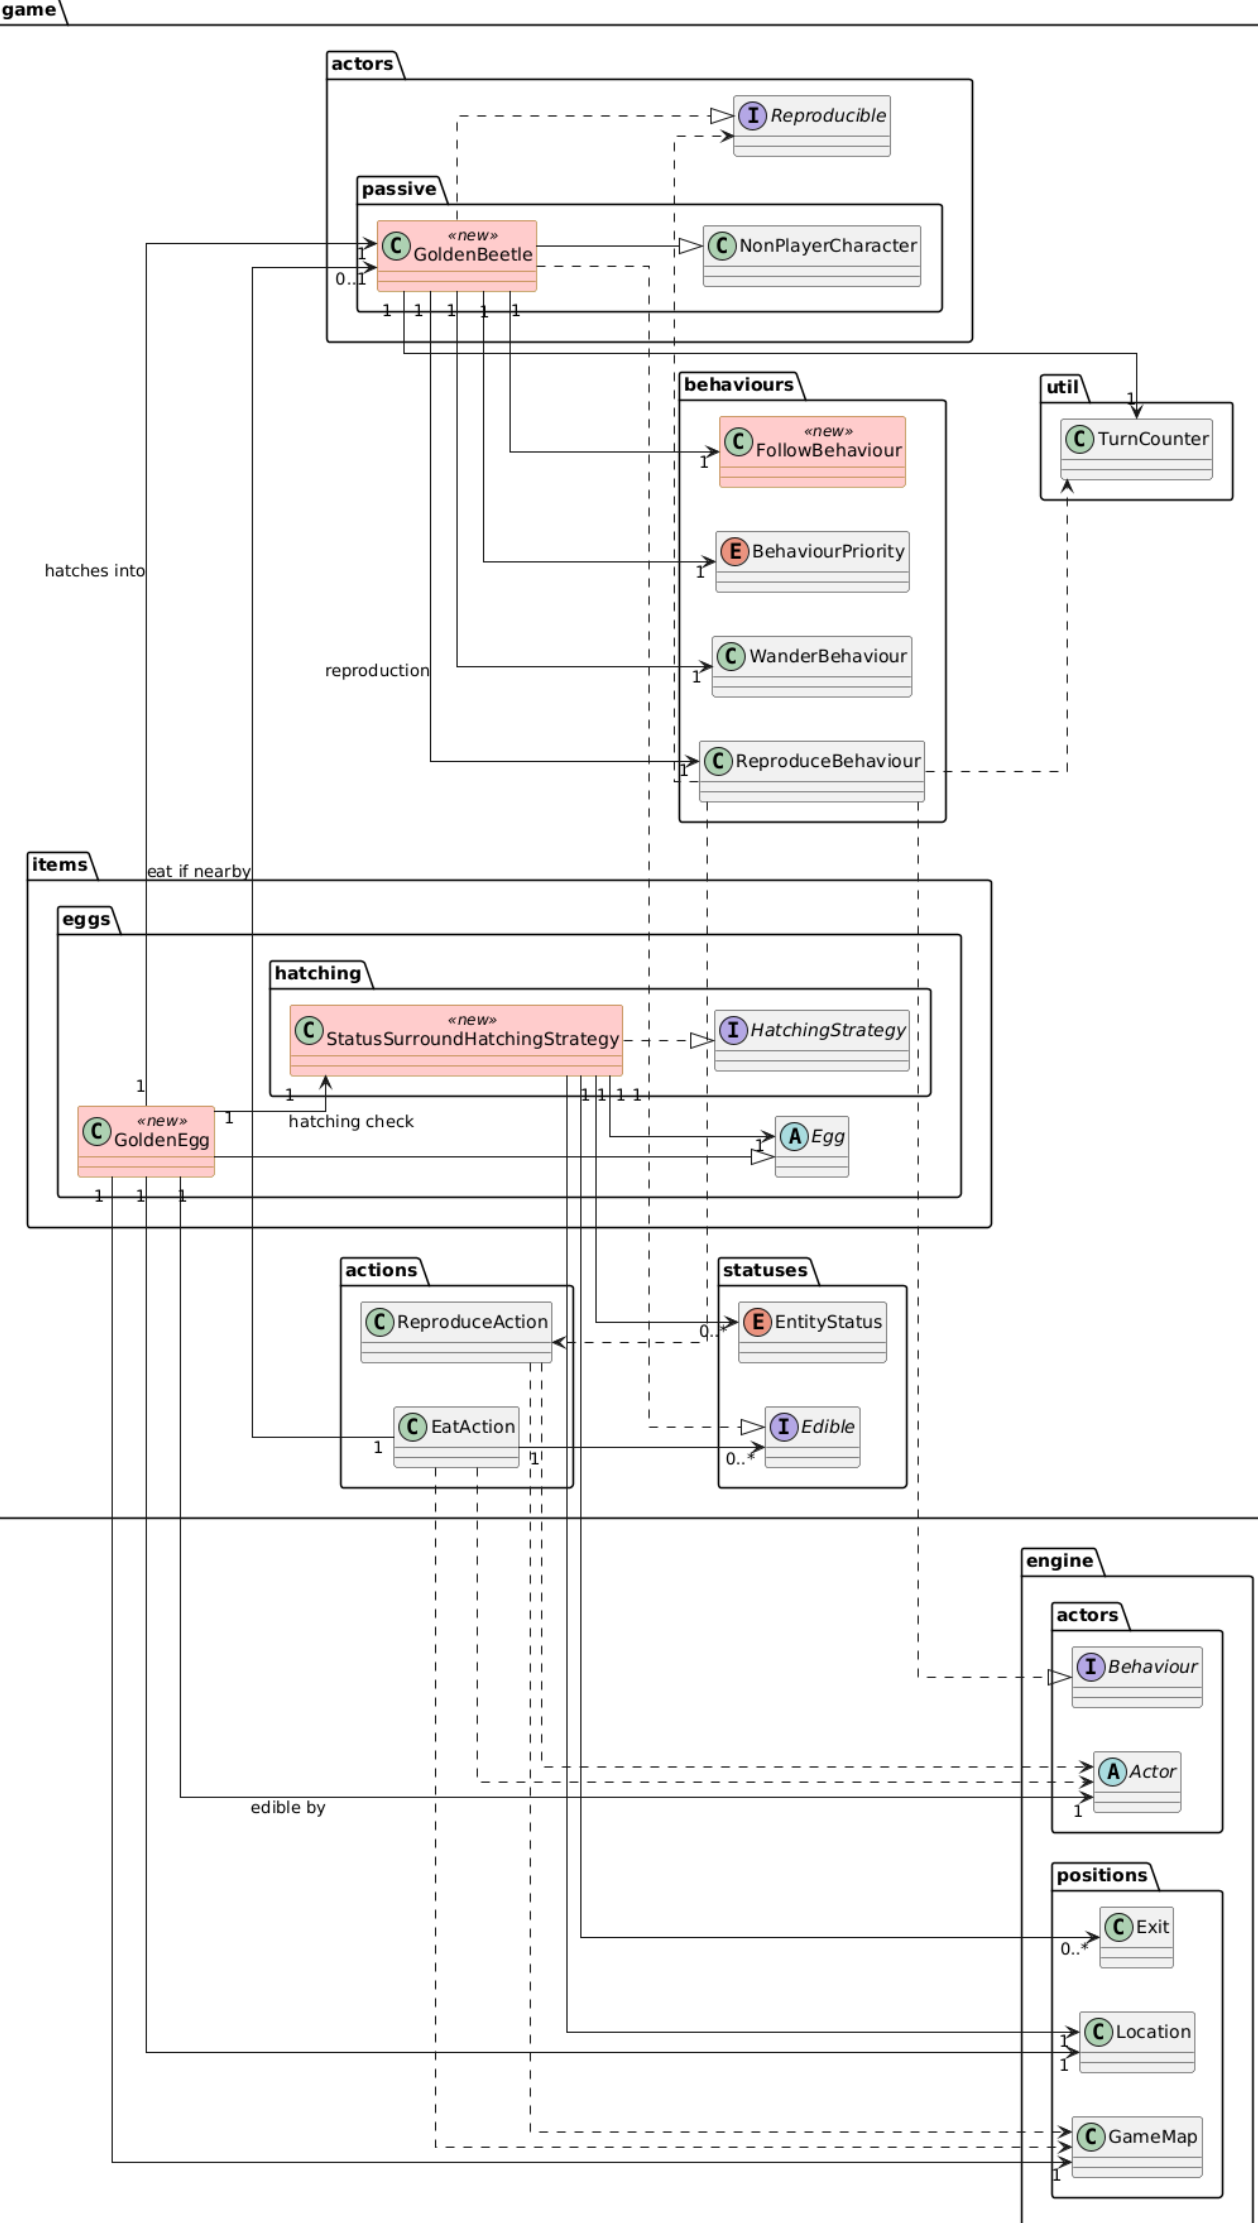 game
actors
I Reproducible
passive
C «new»
GoldenBeetle
C NonPlayerCharacter
1
0..1
1 1 1 1 1
behaviours
util
C «new»
FollowBehaviour
1
1
C TurnCounter
E BehaviourPriority
1
hatches into
C WanderBehaviour
1
reproduction
C ReproduceBehaviour
1
items
eat if nearby
eggs
hatching
C «new»
StatusSurroundHatchingStrategy
I HatchingStrategy
1
1
1 1 1 1
C «new»
GoldenEgg
1
hatching check
A Egg
1
1 1 1
actions
statuses
C ReproduceAction
E EntityStatus
0..*
C EatAction
I Edible
1
1
0..*
engine
actors
I Behaviour
A Actor
edible by
1
positions
C Exit
0..*
C Location
1
1
C GameMap
1